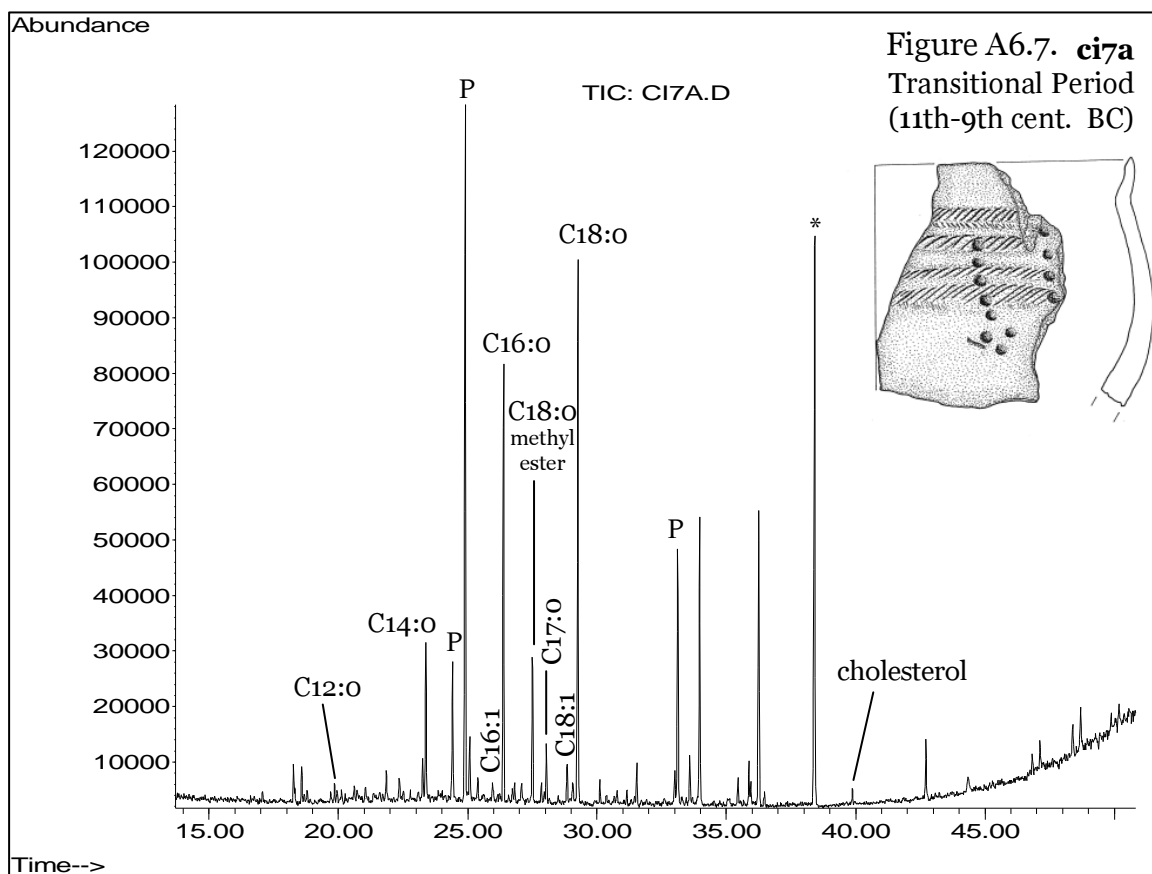 Abundance
Figure A6.7. ci7a
Transitional Period
(11th-9th cent. BC)
TIC: CI7A.D
P
120000
110000
100000
90000
80000
70000
60000
50000
40000
30000
20000
10000
C12:0
C14:0
P
C16:1
C16:0
C18:0
methyl
ester
C17:0
C18:1
C18:0
P
*
cholesterol
15.00 20.00 25.00 30.00 35.00 40.00 45.00
Time-->